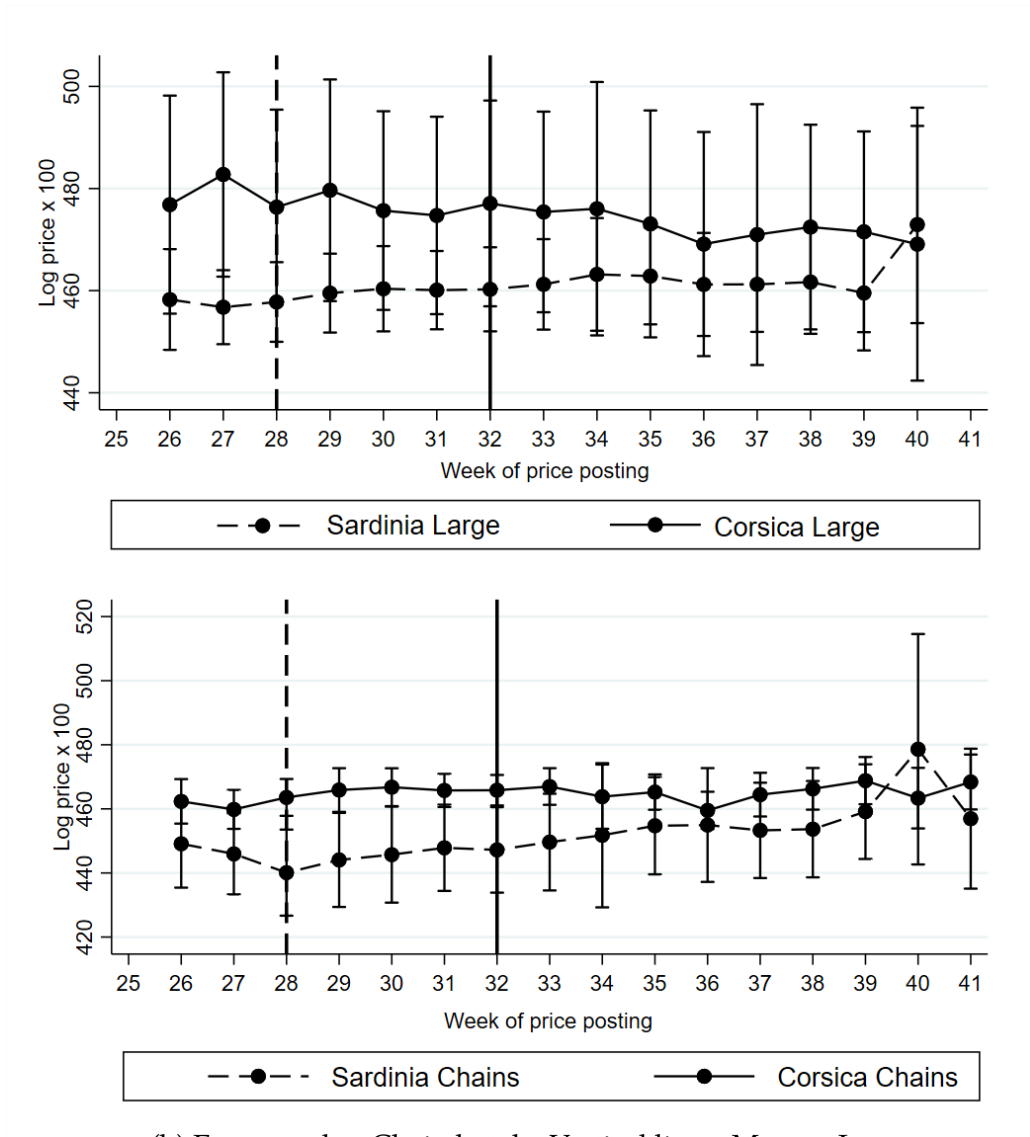 500
480
460
440
Log price x 100
25 26 27 28 29 30 31 32 33 34 35 36 37 38 39 40 41
Week of price posting
Sardinia Large Corsica Large
520
500
480
460
440
420
Log price x 100
25 26 27 28 29 30 31 32 33 34 35 36 37 38 39 40 41
Week of price posting
Sardinia Chains Corsica Chains